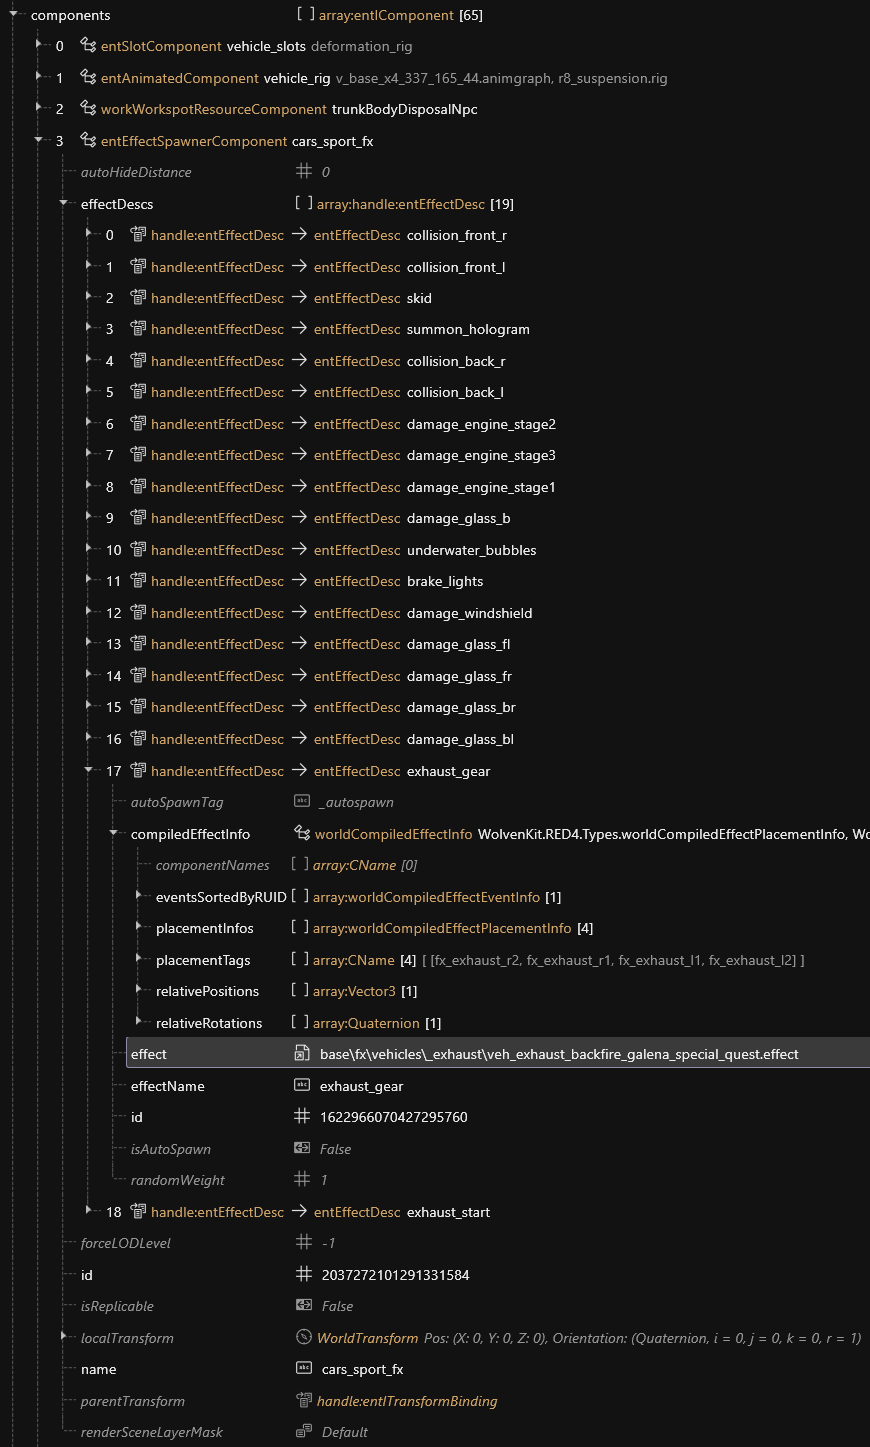 components [ ] array:entIComponent [65]
0 entSlotComponent vehicle_slots deformation_rig
1 entAnimatedComponent vehicle_rig v_base_x4_337_165_44.animgraph, r8_suspension.rig
2 workWorkspotResourceComponent trunkBodyDisposalNpc
3 entEffectSpawnerComponent cars_sport_fx
autoHideDistance # 0
effectDescs [ ] array:handle:entEffectDesc [19]
0 handle:entEffectDesc → entEffectDesc collision_front_r
1 handle:entEffectDesc → entEffectDesc collision_front_l
2 handle:entEffectDesc → entEffectDesc skid
3 handle:entEffectDesc → entEffectDesc summon_hologram
4 handle:entEffectDesc → entEffectDesc collision_back_r
5 handle:entEffectDesc → entEffectDesc collision_back_l
6 handle:entEffectDesc → entEffectDesc damage_engine_stage2
7 handle:entEffectDesc → entEffectDesc damage_engine_stage3
8 handle:entEffectDesc → entEffectDesc damage_engine_stage1
9 handle:entEffectDesc → entEffectDesc damage_glass_b
10 handle:entEffectDesc → entEffectDesc underwater_bubbles
11 handle:entEffectDesc → entEffectDesc brake_lights
12 handle:entEffectDesc → entEffectDesc damage_windshield
13 handle:entEffectDesc → entEffectDesc damage_glass_fl
14 handle:entEffectDesc → entEffectDesc damage_glass_fr
15 handle:entEffectDesc → entEffectDesc damage_glass_br
16 handle:entEffectDesc → entEffectDesc damage_glass_bl
17 handle:entEffectDesc → entEffectDesc exhaust_gear
autoSpawnTag abc _autospawn
compiledEffectInfo worldCompiledEffectInfo WolvenKit.RED4.Types.worldCompiledEffectPlacementInfo, Wo
componentNames [ ] array:CName [0]
eventsSortedByRUID [ ] array:worldCompiledEffectEventInfo [1]
placementInfos [ ] array:worldCompiledEffectPlacementInfo [4]
placementTags [ ] array:CName [4] [ [fx_exhaust_r2, fx_exhaust_r1, fx_exhaust_l1, fx_exhaust_l2] ]
relativePositions [ ] array:Vector3 [1]
relativeRotations [ ] array:Quaternion [1]
effect base\fx\vehicles\_exhaust\veh_exhaust_backfire_galena_special_quest.effect
effectName abc exhaust_gear
id # 1622966070427295760
isAutoSpawn False
randomWeight # 1
18 handle:entEffectDesc → entEffectDesc exhaust_start
forceLODLevel # -1
id # 2037272101291331584
isReplicable False
localTransform WorldTransform Pos: (X: 0, Y: 0, Z: 0), Orientation: (Quaternion, i = 0, j = 0, k = 0, r = 1)
name abc cars_sport_fx
parentTransform handle:entITransformBinding
renderSceneLayerMask Default